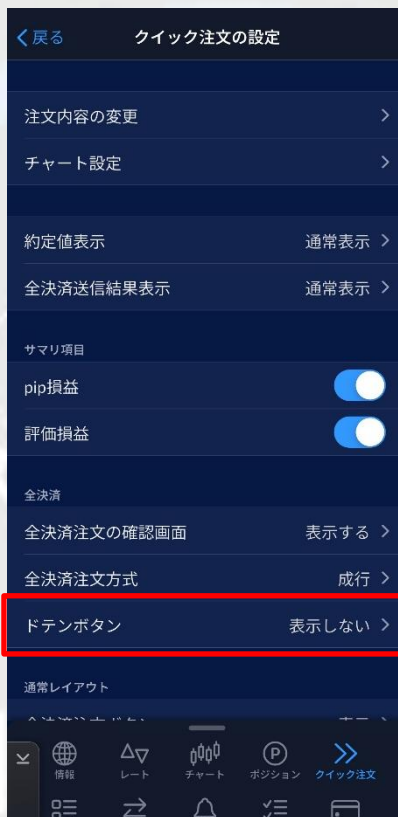 戻る クイック注文の設定
注文内容の変更
チャート設定
約定値表示 通常表示
全決済送信結果表示 通常表示
サマリ項目
pip損益
評価損益
全決済
全決済注文の確認画面 表示する
全決済注文方式 成行
ドテンボタン 表示しない
通常レイアウト
P
情報 レート チャート ポジション クイック注文